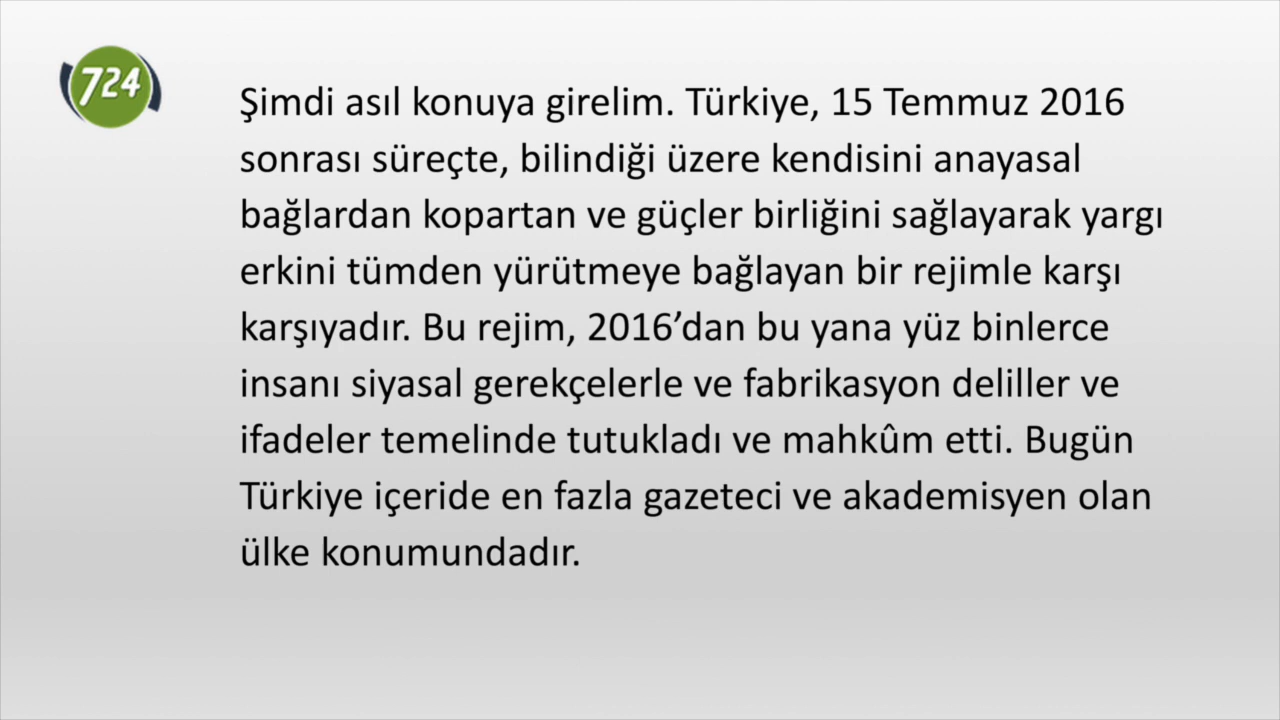 724
Şimdi asıl konuya girelim. Türkiye, 15 Temmuz 2016
sonrası süreçte, bilindiği üzere kendisini anayasal
bağlardan kopartan ve güçler birliğini sağlayarak yargı
erkini tümden yürütmeye bağlayan bir rejimle karşı
karşıyadır. Bu rejim, 2016’dan bu yana yüz binlerce
insanı siyasal gerekçelerle ve fabrikasyon deliller ve
ifadeler temelinde tutukladı ve mahkûm etti. Bugün
Türkiye içeride en fazla gazeteci ve akademisyen olan
ülke konumundadır.